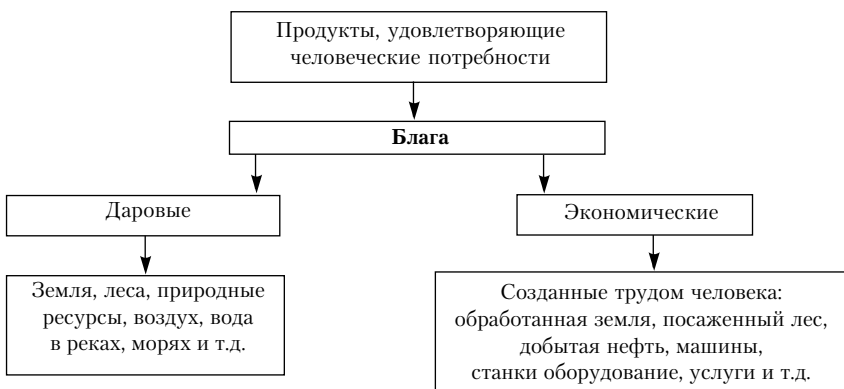 Продукты, удовлетворяющие
человеческие потребности
Блага
Даровые
Экономические
Земля, леса, природные
ресурсы, воздух, вода
в реках, морях и т.д.
Созданные трудом человека:
обработанная земля, посаженный лес,
добытая нефть, машины,
станки оборудование, услуги и т.д.